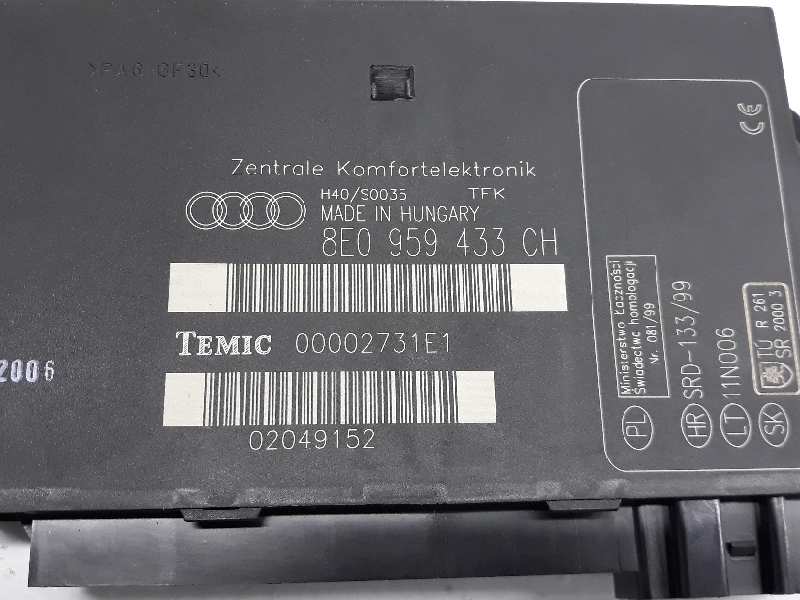 >PA6 GF30<
Zentrale Komfortelektronik
H40/S0035 TFK
MADE IN HUNGARY
8E0 959 433 CH
TEMIC 00002731E1
02049152
2006
CE
PL Ministerstwo Łączności
Świadectwo homologacji
Nr. 081/99
HR SRD-133/99
LT 11N006
SK TÚ R 261
SR 2000 3